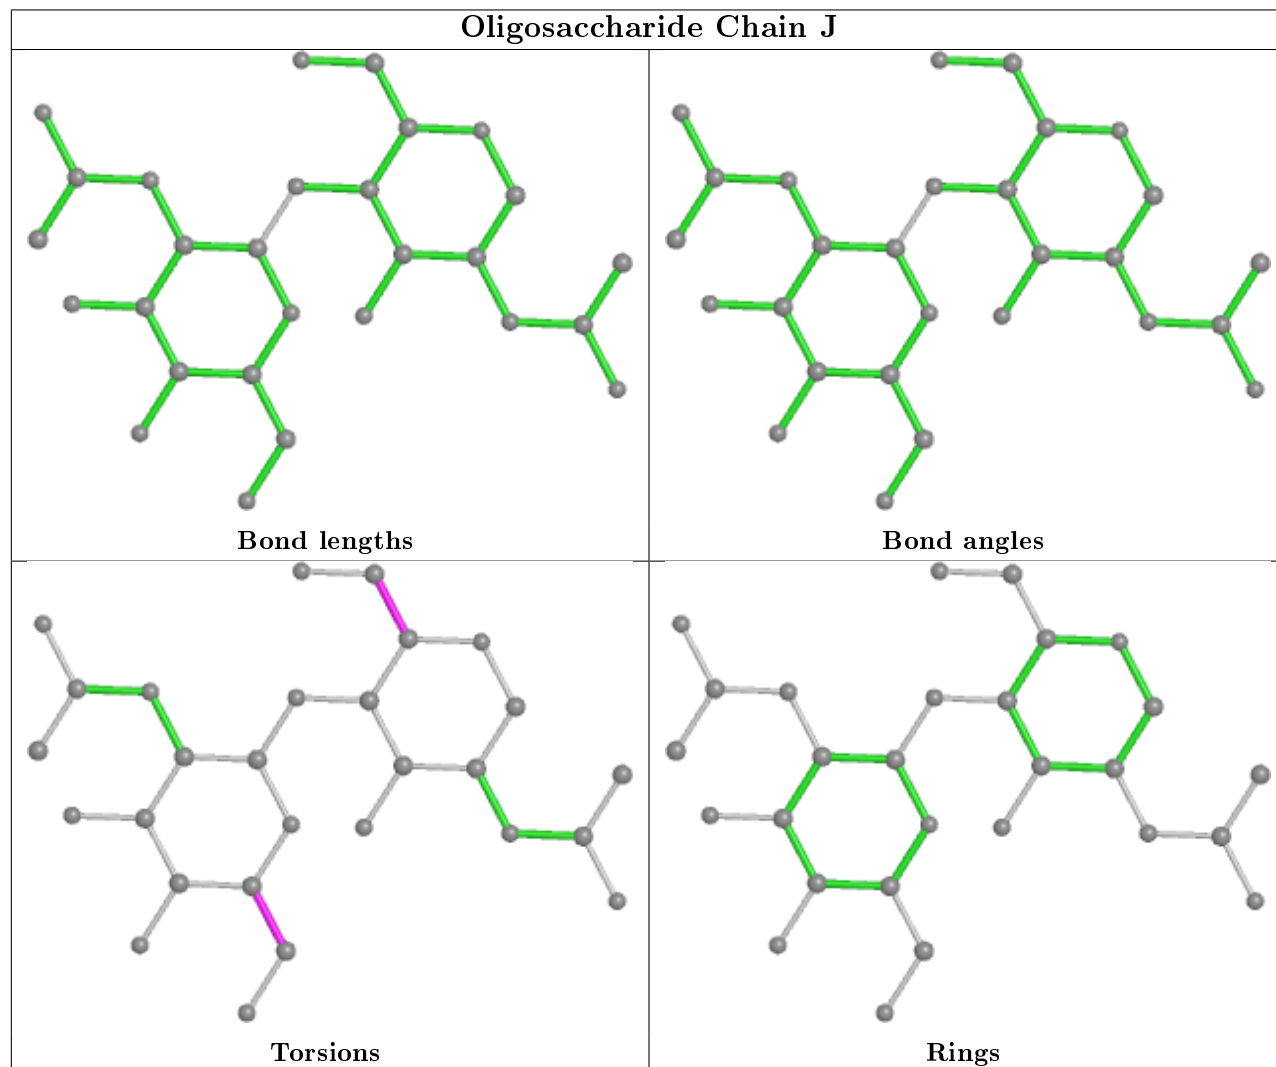 Oligosaccharide Chain J
Bond lengths
Bond angles
Torsions
Rings